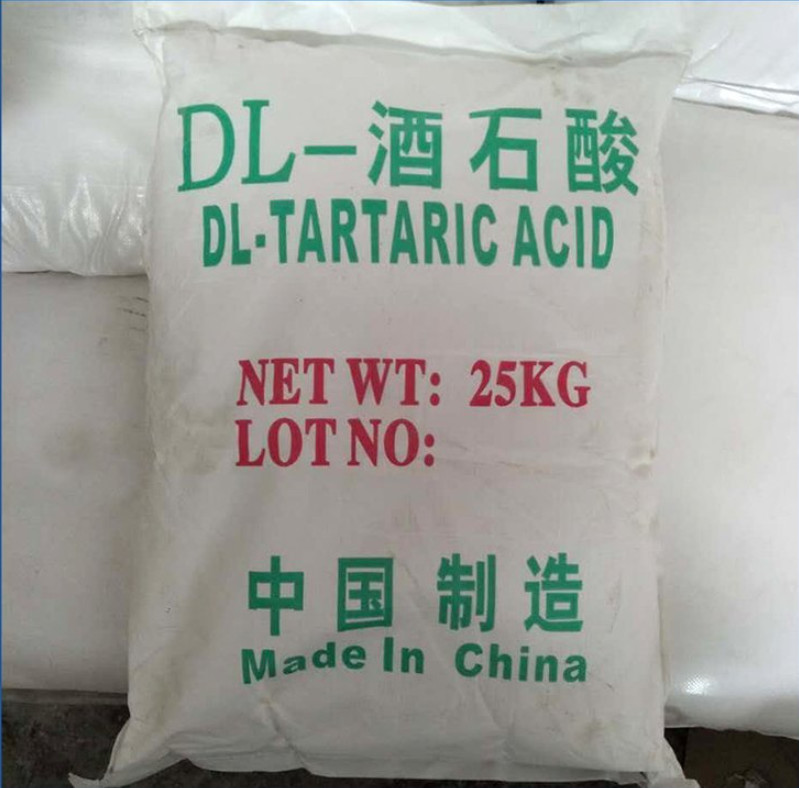 DL-酒石酸
DL-TARTARIC ACID
NET WT: 25KG
LOT NO:
中国制造
Made In China